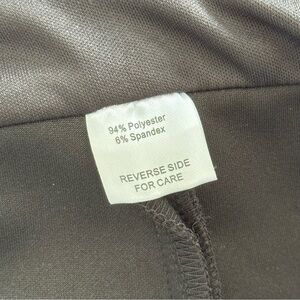 94% Polyester
6% Spandex
REVERSE SIDE
FOR CARE